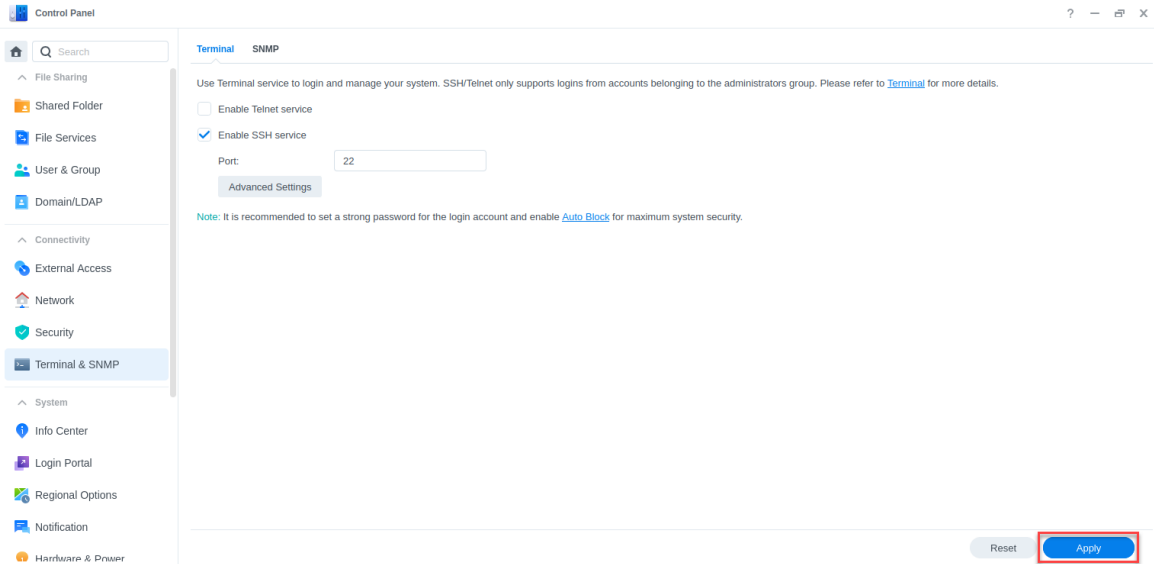 Control Panel
Search
File Sharing
Shared Folder
File Services
User & Group
Domain/LDAP
Connectivity
External Access
Network
Security
Terminal & SNMP
System
Info Center
Login Portal
Regional Options
Notification
Hardware & Power
Terminal SNMP
Use Terminal service to login and manage your system. SSH/Telnet only supports logins from accounts belonging to the administrators group. Please refer to Terminal for more details.
Enable Telnet service
Enable SSH service
Port: 22
Advanced Settings
Note: It is recommended to set a strong password for the login account and enable Auto Block for maximum system security.
Reset Apply